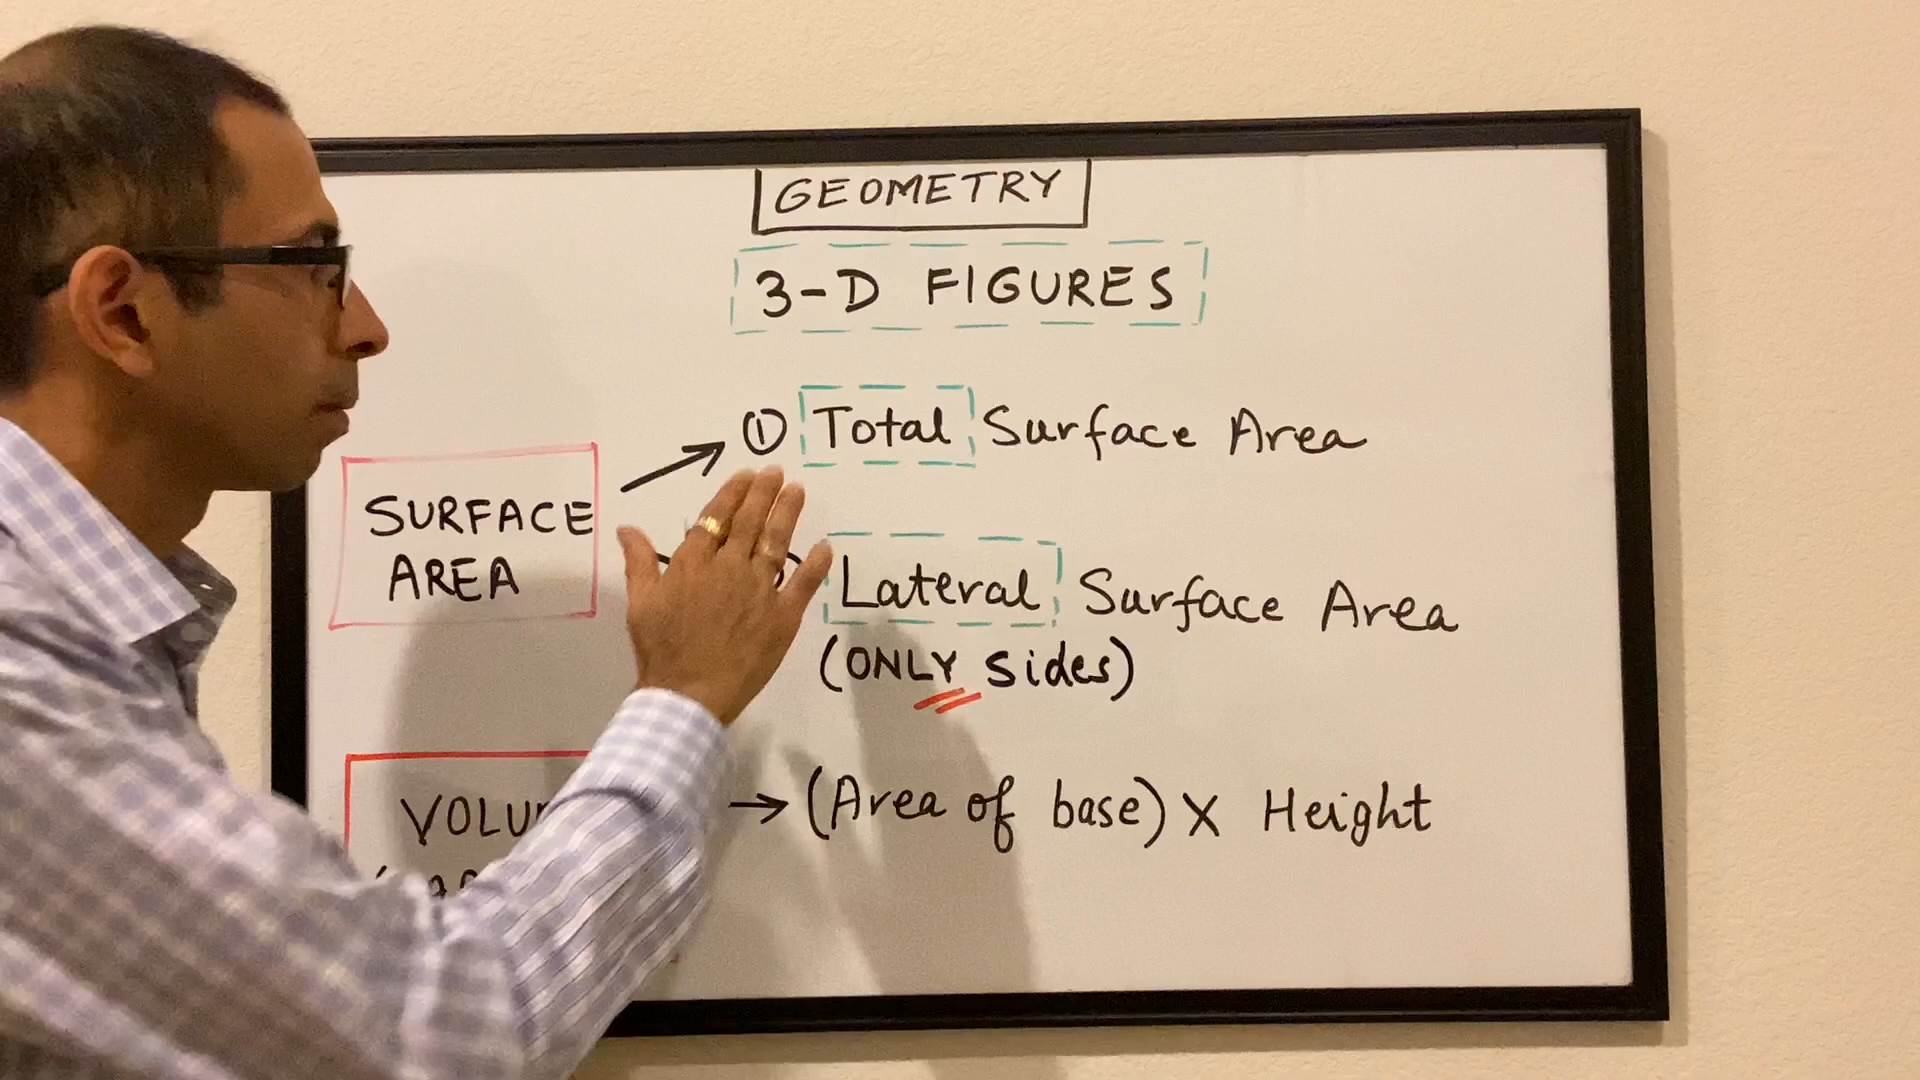 GEOMETRY
3-D FIGURES
① Total Surface Area
SURFACE
AREA
Lateral Surface Area
(ONLY sides)
→ (Area of base) X Height